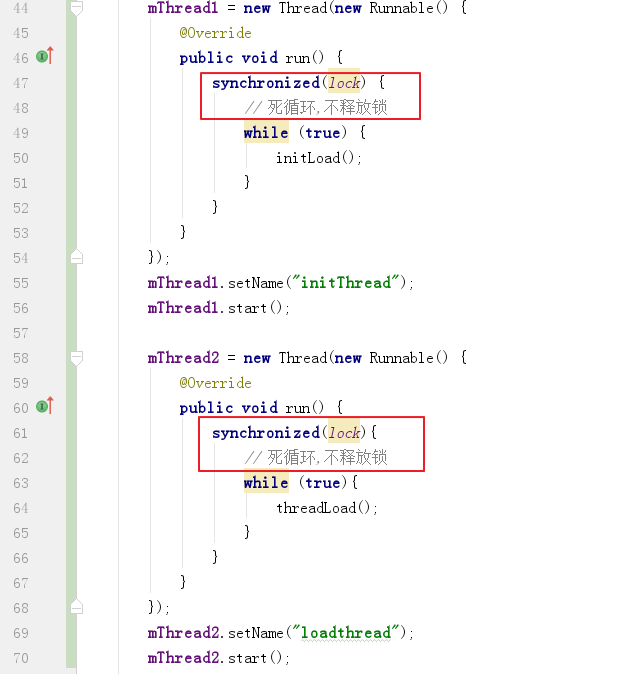 44 mThread1 = new Thread(new Runnable() {
45 @Override
46 public void run() {
47 synchronized(lock) {
48 // 死循环,不释放锁
49 while (true) {
50 initLoad();
51 }
52 }
53 }
54 });
55 mThread1.setName("initThread");
56 mThread1.start();
57
58 mThread2 = new Thread(new Runnable() {
59 @Override
60 public void run() {
61 synchronized(lock){
62 // 死循环,不释放锁
63 while (true){
64 threadLoad();
65 }
66 }
67 }
68 });
69 mThread2.setName("loadthread");
70 mThread2.start();